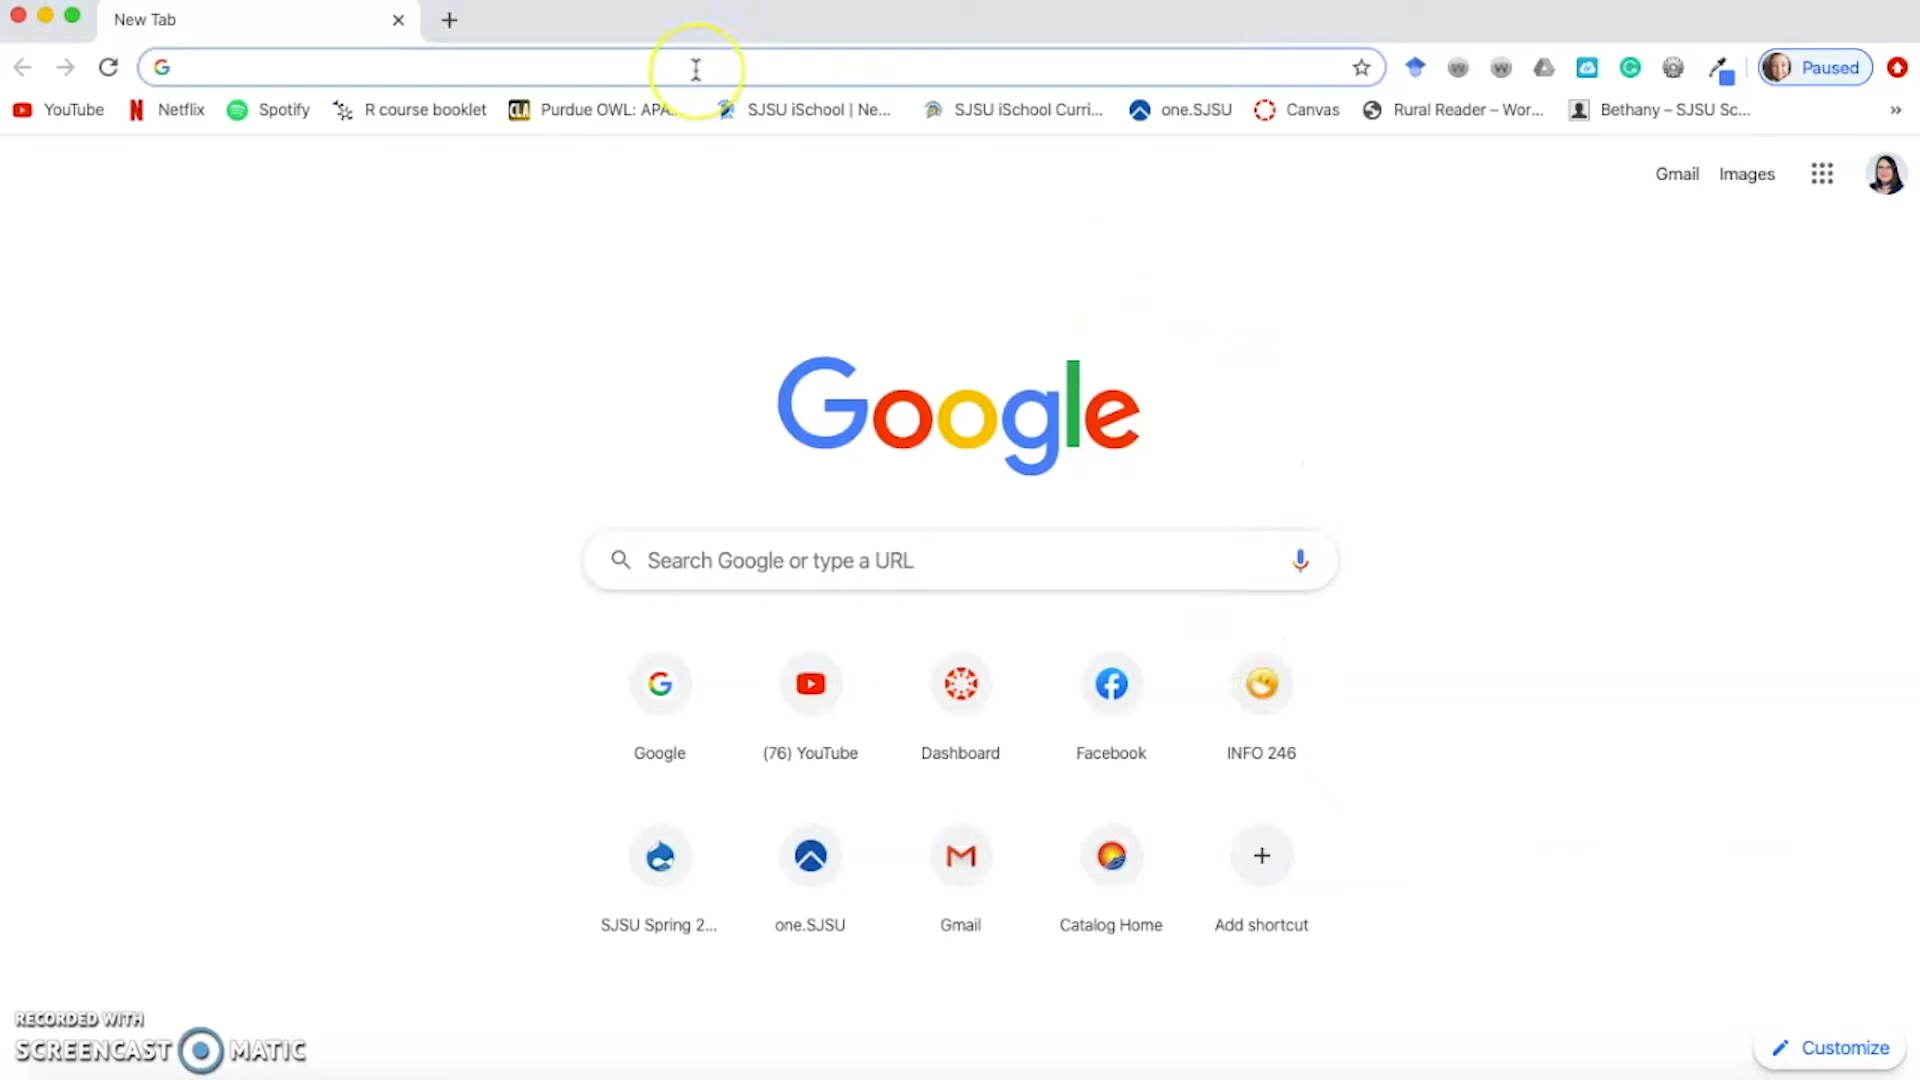 New Tab
Paused
YouTube Netflix Spotify R course booklet Purdue OWL: APA... SJSU iSchool | Ne... SJSU iSchool Curri... one.SJSU Canvas Rural Reader – Wor... Bethany – SJSU Sc... »
Gmail Images
Google
Search Google or type a URL
Google (76) YouTube Dashboard Facebook INFO 246
SJSU Spring 2... one.SJSU Gmail Catalog Home Add shortcut
RECORDED WITH
SCREENCAST MATIC
Customize